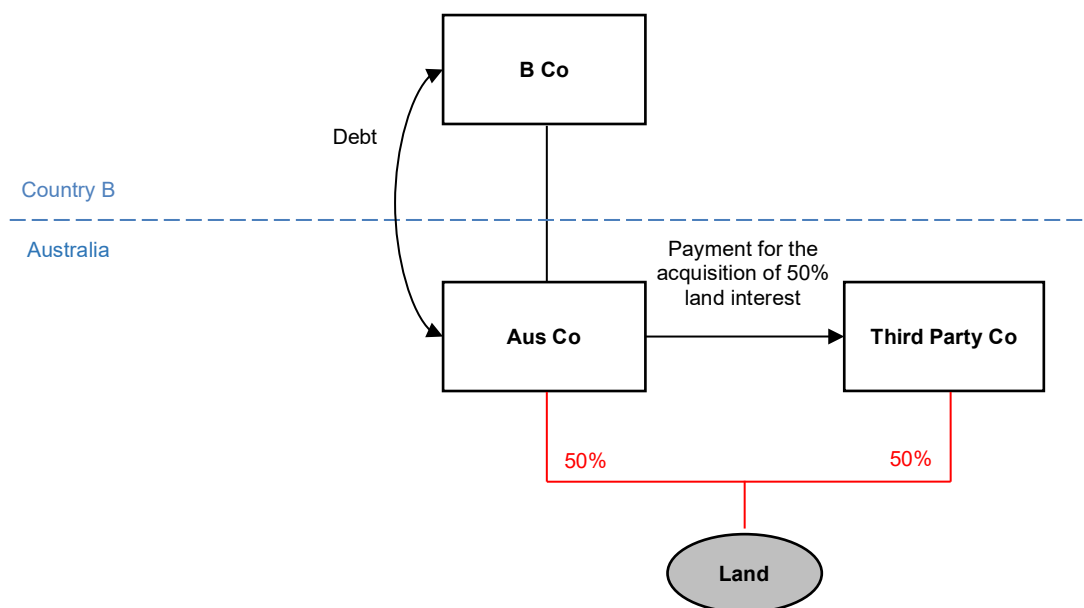 B Co
Debt
Country B
Australia
Payment for the
acquisition of 50%
land interest
Aus Co
Third Party Co
50%
50%
Land